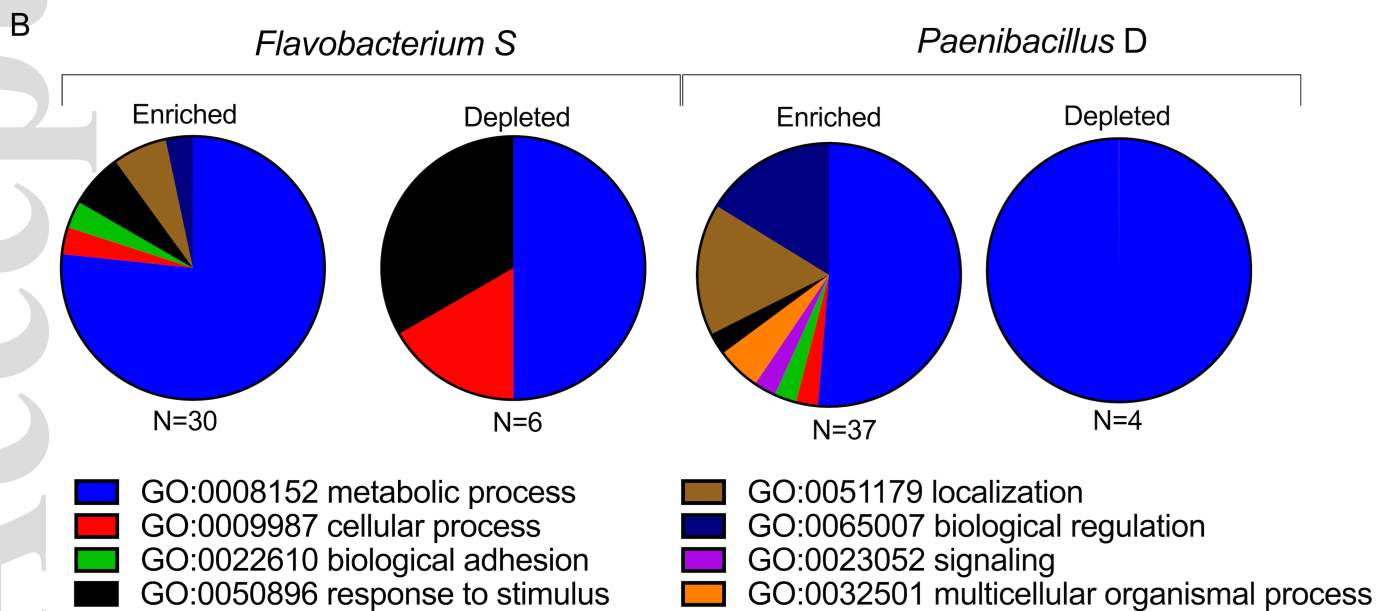 B
Flavobacterium S
Paenibacillus D
Enriched
Depleted
Enriched
Depleted
N=30
N=6
N=37
N=4
GO:0008152 metabolic process
GO:0009987 cellular process
GO:0022610 biological adhesion
GO:0050896 response to stimulus
GO:0051179 localization
GO:0065007 biological regulation
GO:0023052 signaling
GO:0032501 multicellular organismal process